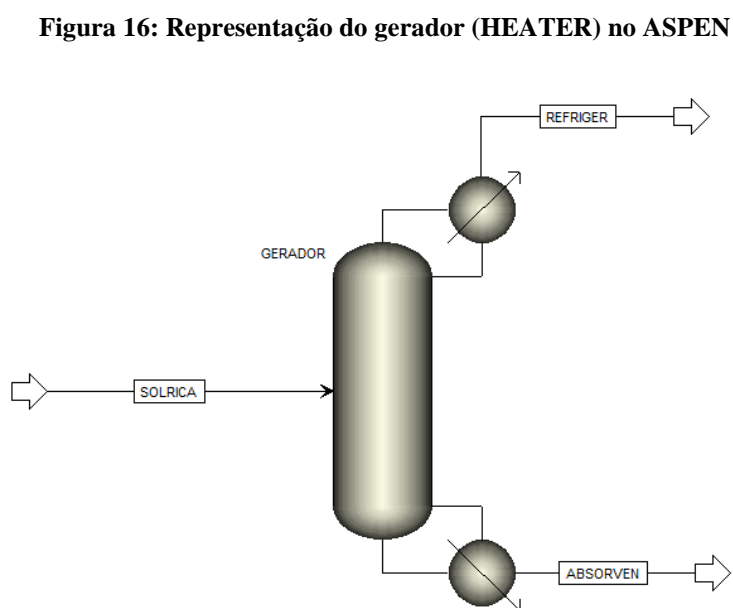 Figura 16: Representação do gerador (HEATER) no ASPEN
REFRIGER
GERADOR
SOLRICA
ABSORVEN